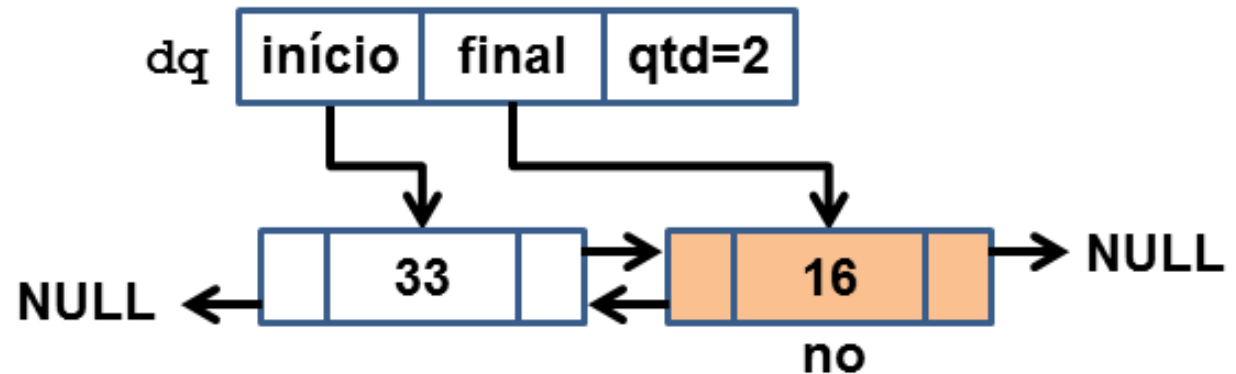 dq início final qtd=2
33 16 NULL
NULL
no